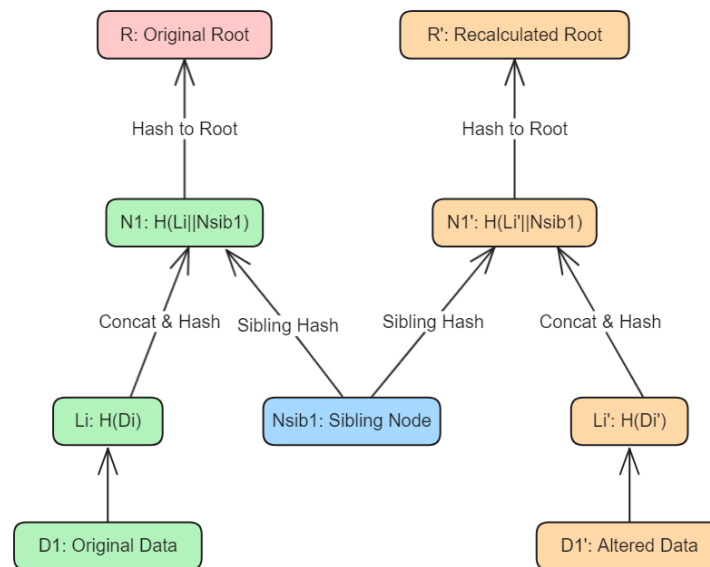 R: Original Root
R': Recalculated Root
Hash to Root
Hash to Root
N1: H(Li||Nsib1)
N1': H(Li'||Nsib1)
Concat & Hash
Sibling Hash
Sibling Hash
Concat & Hash
Li: H(Di)
Nsib1: Sibling Node
Li': H(Di')
D1: Original Data
D1': Altered Data